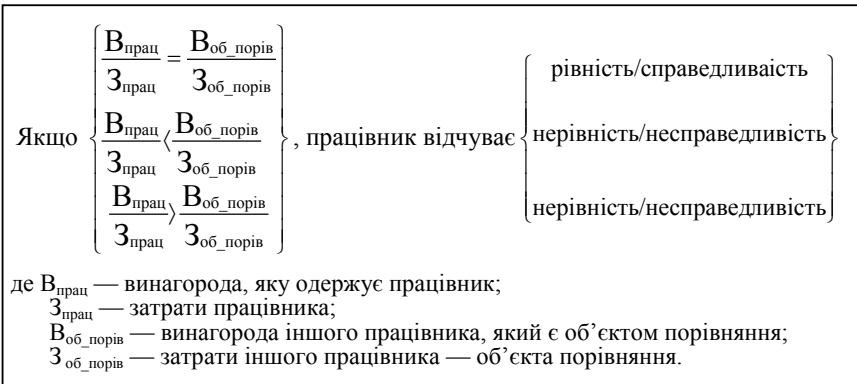 Якщо { Впрац/Зпрац = Воб_порів/Зоб_порів } , працівник відчуває { рівність/справедливаість }
{ Впрац/Зпрац ⟨ Воб_порів/Зоб_порів } { нерівність/несправедливість }
{ Впрац/Зпрац ⟩ Воб_порів/Зоб_порів } { нерівність/несправедливість }
де Впрац — винагорода, яку одержує працівник;
Зпрац — затрати працівника;
Воб_порів — винагорода іншого працівника, який є об’єктом порівняння;
З об_порів — затрати іншого працівника — об’єкта порівняння.